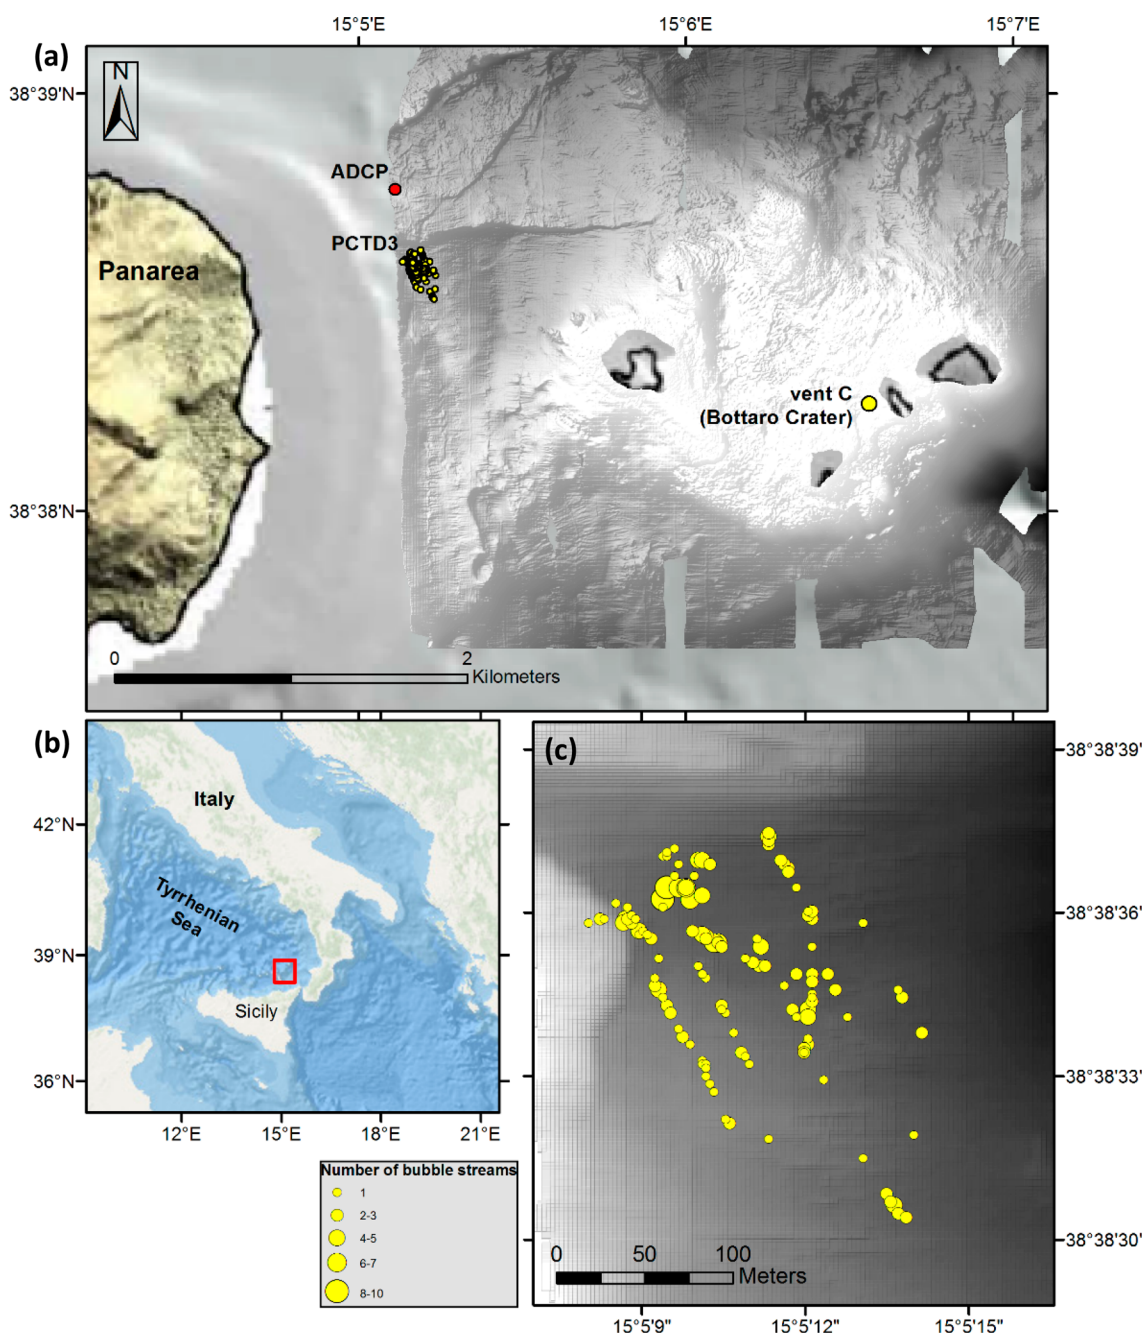 15°5'E
15°6'E
15°7'E
(a)
N
38°39'N
ADCP
PCTD3
Panarea
vent C
(Bottaro Crater)
38°38'N
0
2
Kilometers
(b)
Italy
42°N
Tyrrhenian
Sea
39°N
Sicily
36°N
12°E
15°E
18°E
21°E
Number of bubble streams
1
2-3
4-5
6-7
8-10
(c)
38°38'39'
38°38'36'
38°38'33'
38°38'30'
0
50
100
Meters
15°5'9"
15°5'12"
15°5'15"